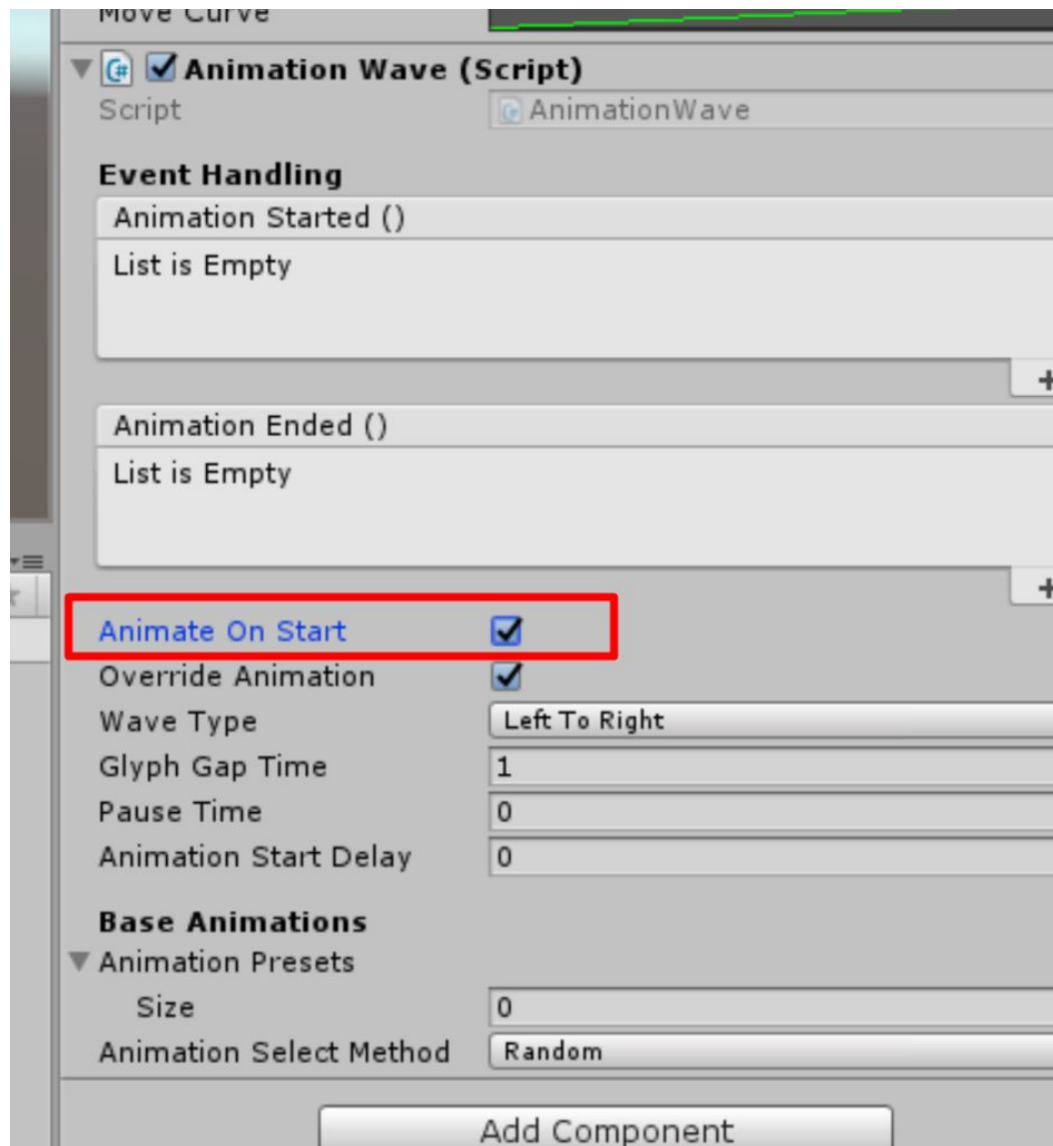 Move Curve
Animation Wave (Script)
Script AnimationWave
Event Handling
Animation Started ()
List is Empty
+
Animation Ended ()
List is Empty
+
Animate On Start
Override Animation
Wave Type Left To Right
Glyph Gap Time 1
Pause Time 0
Animation Start Delay 0
Base Animations
Animation Presets
Size 0
Animation Select Method Random
Add Component